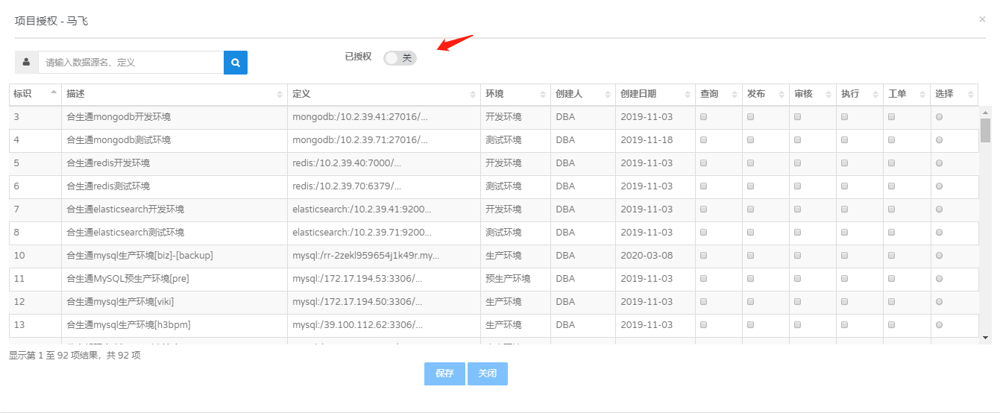 项目授权 - 马飞
×
请输入数据源名、定义
已授权 关
标识 描述 定义 环境 创建人 创建日期 查询 发布 审核 执行 工单 选择
3 合生通mongodb开发环境 mongodb:/10.2.39.41:27016/... 开发环境 DBA 2019-11-03
4 合生通mongodb测试环境 mongodb:/10.2.39.71:27016/... 测试环境 DBA 2019-11-18
5 合生通redis开发环境 redis:/10.2.39.40:7000/... 开发环境 DBA 2019-11-03
6 合生通redis测试环境 redis:/10.2.39.70:6379/... 测试环境 DBA 2019-11-03
7 合生通elasticsearch开发环境 elasticsearch:/10.2.39.41:9200... 开发环境 DBA 2019-11-03
8 合生通elasticsearch测试环境 elasticsearch:/10.2.39.71:9200... 测试环境 DBA 2019-11-03
10 合生通mysql生产环境[biz]-[backup] mysql:/rr-2zekl959654j1k49r.my... 生产环境 DBA 2020-03-08
11 合生通MySQL预生产环境[pre] mysql:/172.17.194.53:3306/... 预生产环境 DBA 2019-11-03
12 合生通mysql生产环境[viki] mysql:/172.17.194.50:3306/... 生产环境 DBA 2019-11-03
13 合生通mysql生产环境[h3bpm] mysql:/39.100.112.62:3306/... 生产环境 DBA 2019-11-03
显示第 1 至 92 项结果，共 92 项
保存 关闭